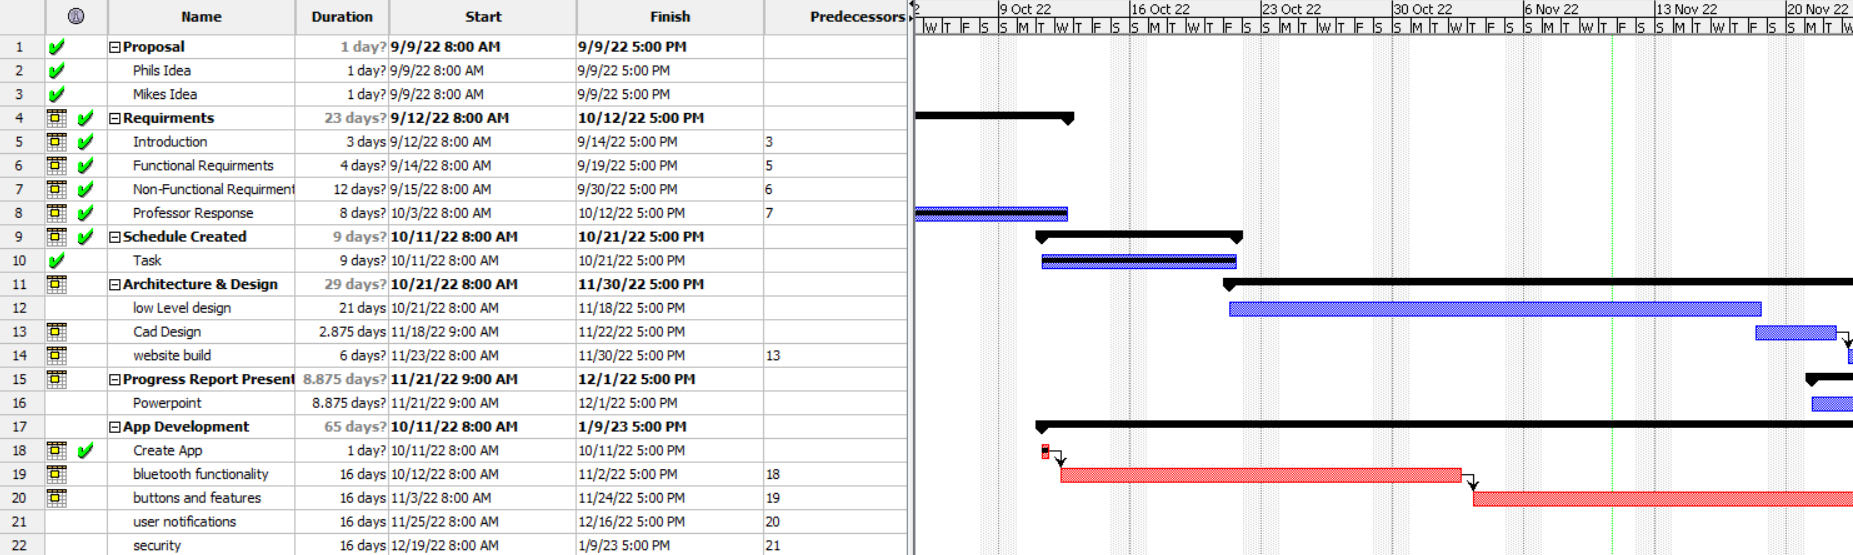 Name Duration Start Finish Predecessors
2 9 Oct 22 16 Oct 22 23 Oct 22 30 Oct 22 6 Nov 22 13 Nov 22 20 Nov 22
W T F S S M T W T F S S M T W T F S S M T W T F S S M T W T F S S M T W T F S S M T W T F S S M T W
1 Proposal 1 day? 9/9/22 8:00 AM 9/9/22 5:00 PM
2 Phils Idea 1 day? 9/9/22 8:00 AM 9/9/22 5:00 PM
3 Mikes Idea 1 day? 9/9/22 8:00 AM 9/9/22 5:00 PM
4 Requirments 23 days? 9/12/22 8:00 AM 10/12/22 5:00 PM
5 Introduction 3 days 9/12/22 8:00 AM 9/14/22 5:00 PM 3
6 Functional Requirments 4 days? 9/14/22 8:00 AM 9/19/22 5:00 PM 5
7 Non-Functional Requirment 12 days? 9/15/22 8:00 AM 9/30/22 5:00 PM 6
8 Professor Response 8 days? 10/3/22 8:00 AM 10/12/22 5:00 PM 7
9 Schedule Created 9 days? 10/11/22 8:00 AM 10/21/22 5:00 PM
10 Task 9 days? 10/11/22 8:00 AM 10/21/22 5:00 PM
11 Architecture & Design 29 days? 10/21/22 8:00 AM 11/30/22 5:00 PM
12 low Level design 21 days 10/21/22 8:00 AM 11/18/22 5:00 PM
13 Cad Design 2.875 days 11/18/22 9:00 AM 11/22/22 5:00 PM
14 website build 6 days? 11/23/22 8:00 AM 11/30/22 5:00 PM 13
15 Progress Report Present 8.875 days? 11/21/22 9:00 AM 12/1/22 5:00 PM
16 Powerpoint 8.875 days? 11/21/22 9:00 AM 12/1/22 5:00 PM
17 App Development 65 days? 10/11/22 8:00 AM 1/9/23 5:00 PM
18 Create App 1 day? 10/11/22 8:00 AM 10/11/22 5:00 PM
19 bluetooth functionality 16 days 10/12/22 8:00 AM 11/2/22 5:00 PM 18
20 buttons and features 16 days 11/3/22 8:00 AM 11/24/22 5:00 PM 19
21 user notifications 16 days 11/25/22 8:00 AM 12/16/22 5:00 PM 20
22 security 16 days 12/19/22 8:00 AM 1/9/23 5:00 PM 21